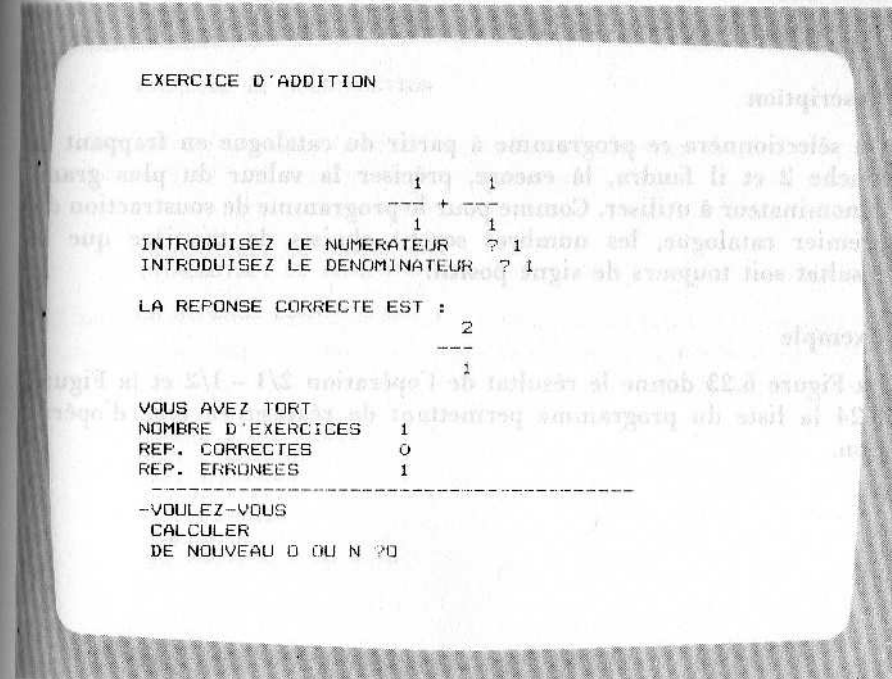 EXERCICE D'ADDITION
1 1
--- + ---
1 1
INTRODUISEZ LE NUMERATEUR ? 1
INTRODUISEZ LE DENOMINATEUR ? 1
LA REPONSE CORRECTE EST :
2
---
1
VOUS AVEZ TORT
NOMBRE D'EXERCICES 1
REP. CORRECTES 0
REP. ERRONEES 1
----------------------------------------
-VOULEZ-VOUS
CALCULER
DE NOUVEAU O OU N ?O